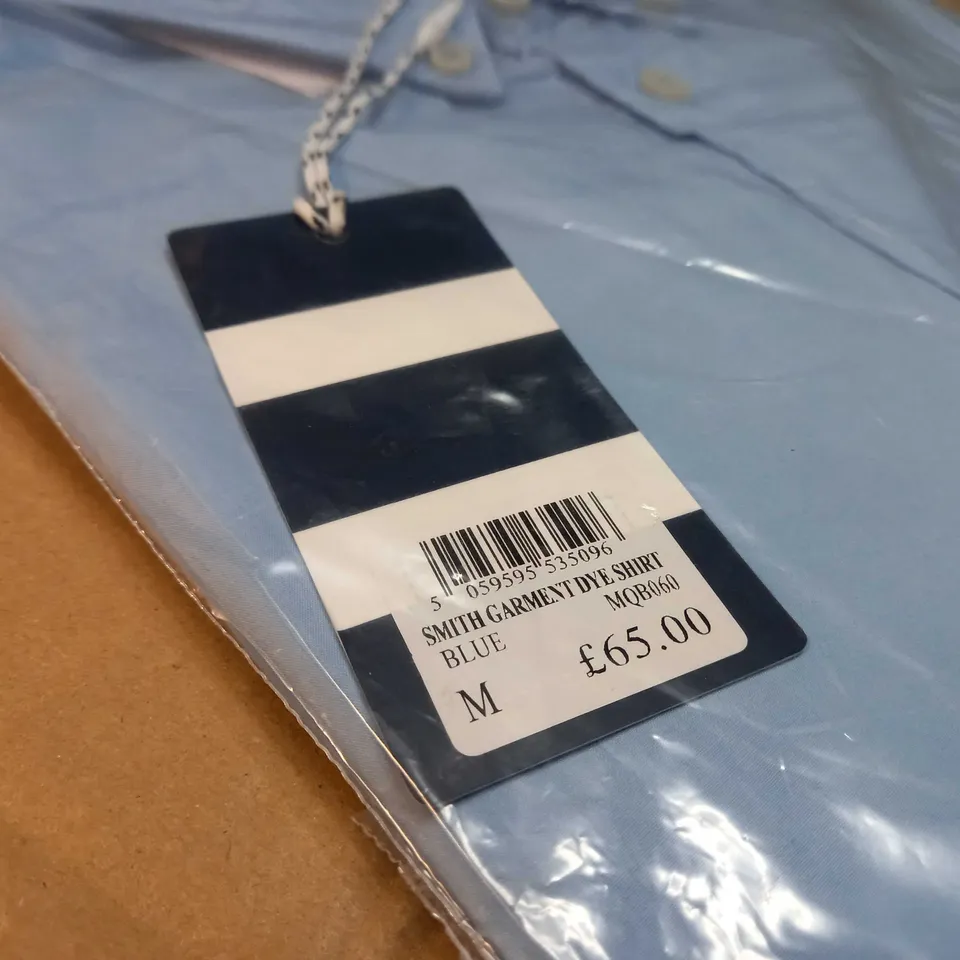 5 059595 535096
SMITH GARMENT DYE SHIRT
BLUE MQB060
M £65.00